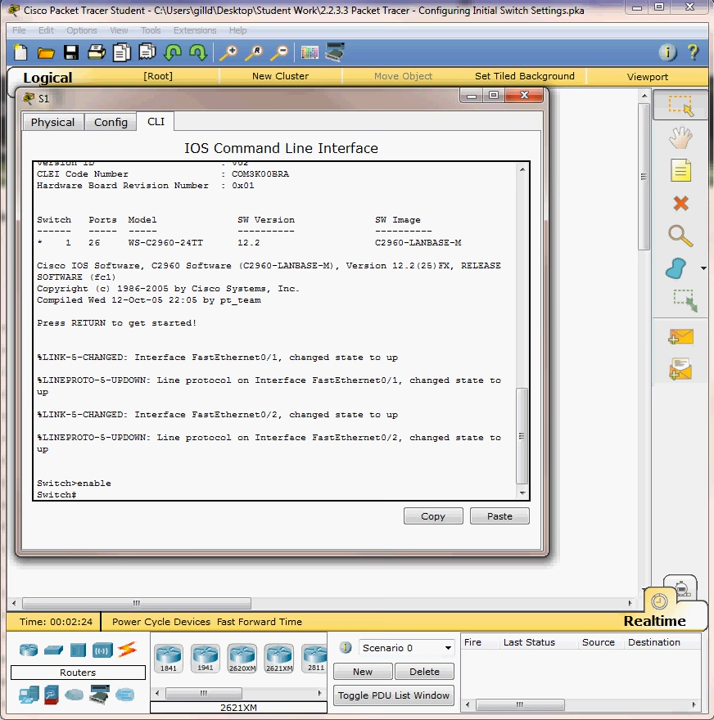 Cisco Packet Tracer Student - C:\Users\gilld\Desktop\Student Work\2.2.3.3 Packet Tracer - Configuring Initial Switch Settings.pka
File Edit Options View Tools Extensions Help
Logical [Root] New Cluster Move Object Set Tiled Background Viewport
S1
Physical Config CLI
IOS Command Line Interface
Version ID : V02
CLEI Code Number : COM3K00BRA
Hardware Board Revision Number : 0x01
Switch Ports Model SW Version SW Image
------ ----- ----- ---------- ----------
* 1 26 WS-C2960-24TT 12.2 C2960-LANBASE-M
Cisco IOS Software, C2960 Software (C2960-LANBASE-M), Version 12.2(25)FX, RELEASE
SOFTWARE (fc1)
Copyright (c) 1986-2005 by Cisco Systems, Inc.
Compiled Wed 12-Oct-05 22:05 by pt_team
Press RETURN to get started!
%LINK-5-CHANGED: Interface FastEthernet0/1, changed state to up
%LINEPROTO-5-UPDOWN: Line protocol on Interface FastEthernet0/1, changed state to
up
%LINK-5-CHANGED: Interface FastEthernet0/2, changed state to up
%LINEPROTO-5-UPDOWN: Line protocol on Interface FastEthernet0/2, changed state to
up
Switch>enable
Switch#
Copy Paste
Time: 00:02:24 Power Cycle Devices Fast Forward Time Realtime
Routers
1841 1941 2620XM 2621XM 2811
2621XM
Scenario 0
New Delete
Toggle PDU List Window
Fire Last Status Source Destination